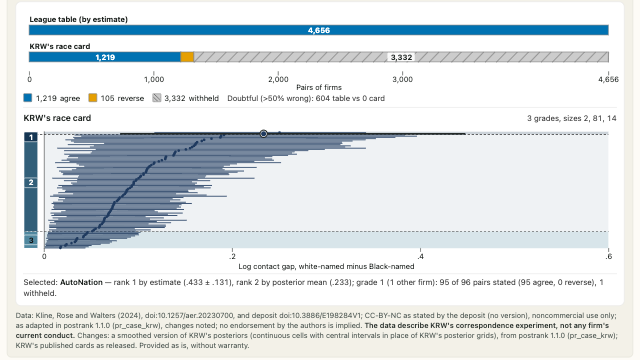 League table (by estimate)
4,656
KRW's race card
1,219
3,332
0
1,000
2,000
3,000
4,656
Pairs of firms
1,219 agree
105 reverse
3,332 withheld
Doubtful (>50% wrong): 604 table vs 0 card
KRW's race card
3 grades, sizes 2, 81, 14
1
2
3
0
.2
.4
.6
Log contact gap, white-named minus Black-named
Selected: AutoNation — rank 1 by estimate (.433 ± .131), rank 2 by posterior mean (.233); grade 1 (1 other firm): 95 of 96 pairs stated (95 agree, 0 reverse), 1
withheld.
Data: Kline, Rose and Walters (2024), doi:10.1257/aer.20230700, and deposit doi:10.3886/E198284V1; CC-BY-NC as stated by the deposit (no version), noncommercial use only;
as adapted in postrank 1.1.0 (pr_case_krw), changes noted; no endorsement by the authors is implied. The data describe KRW's correspondence experiment, not any firm's
current conduct. Changes: a smoothed version of KRW's posteriors (continuous cells with central intervals in place of KRW's posterior grids), from postrank 1.1.0 (pr_case_krw);
KRW's published cards as released. Provided as is, without warranty.